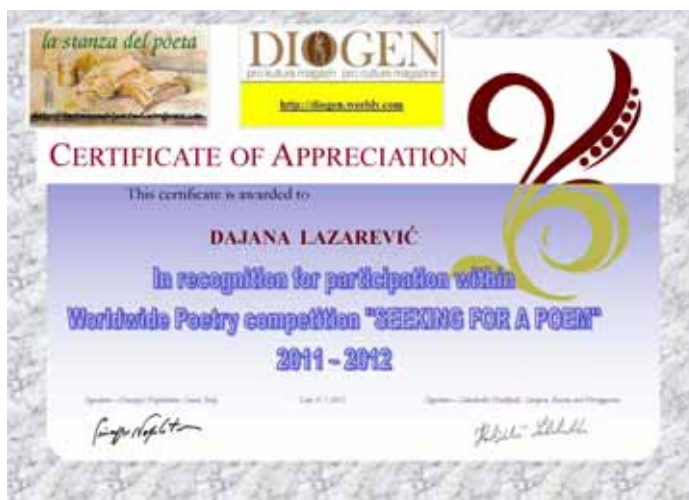 la stanza del pòeta
DIOGEN
pro kultura magazin pro culture magazine
http://diogen.weebly.com
CERTIFICATE OF APPRECIATION
This certificate is awarded to
DAJANA LAZAREVIĆ
In recognition for participation within
Worldwide Poetry competition "SEEKING FOR A POEM"
2011 - 2012